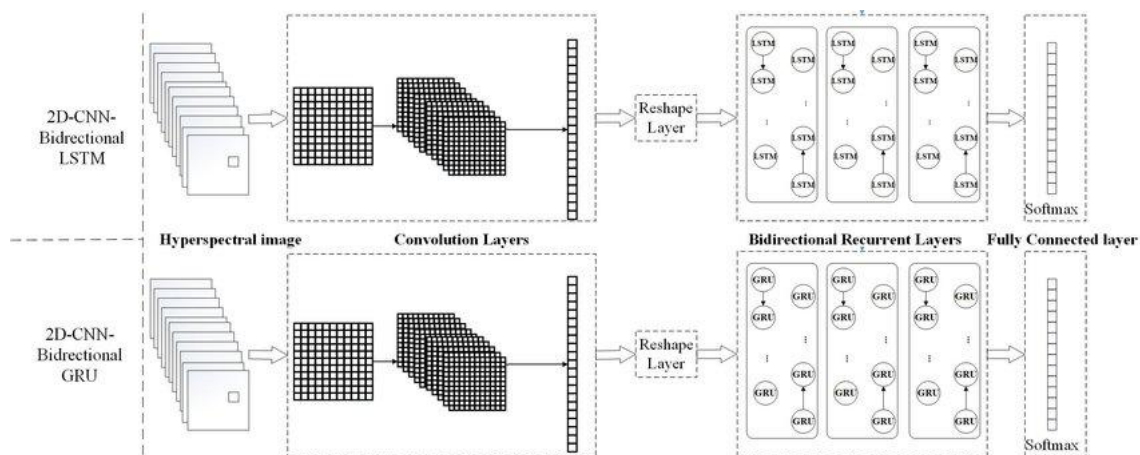 2D-CNN-
Bidrectional
LSTM
Reshape
Layer
LSTM LSTM LSTM
LSTM LSTM LSTM
LSTM LSTM LSTM
... ... ...
... ... ...
LSTM LSTM LSTM
LSTM LSTM LSTM
LSTM LSTM LSTM
Softmax
Hyperspectral image Convolution Layers Bidirectional Recurrent Layers Fully Connected layer
2D-CNN-
Bidrectional
GRU
Reshape
Layer
GRU GRU GRU
GRU GRU GRU
GRU GRU GRU
... ... ...
... ... ...
GRU GRU GRU
GRU GRU GRU
GRU GRU GRU
Softmax